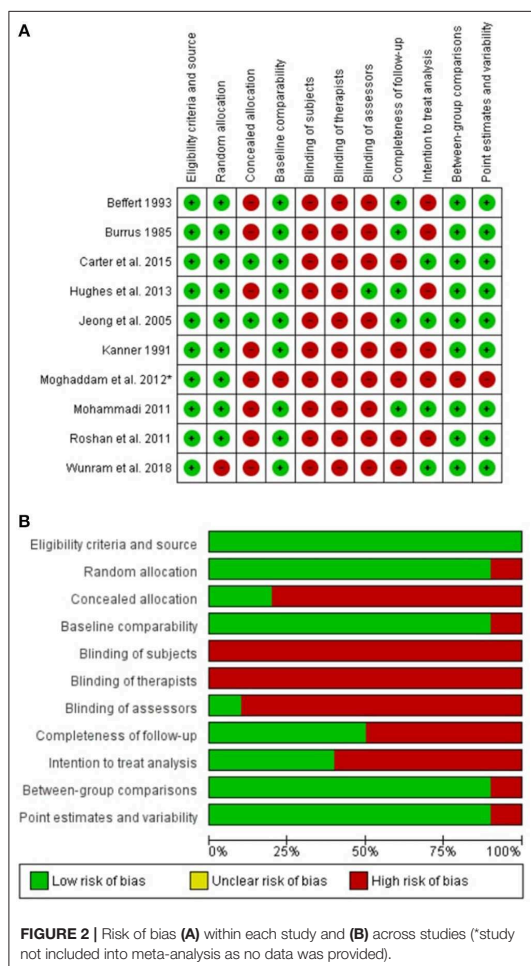 A
Eligibility criteria and source
Random allocation
Concealed allocation
Baseline comparability
Blinding of subjects
Blinding of therapists
Blinding of assessors
Completeness of follow-up
Intention to treat analysis
Between-group comparisons
Point estimates and variability
Beffert 1993
+ + - + - - - + - + +
Burrus 1985
+ + - + - - - + - + +
Carter et al. 2015
+ + + + - - - - + + +
Hughes et al. 2013
+ + - + - - + + - + +
Jeong et al. 2005
+ + + + - - - + + + +
Kanner 1991
+ + - + - - - - - + +
Moghaddam et al. 2012*
+ + - - - - - - - - -
Mohammadi 2011
+ + - + - - - + + + +
Roshan et al. 2011
+ + - + - - - - - + +
Wunram et al. 2018
+ - - + - - - - + + +
B
Eligibility criteria and source
Random allocation
Concealed allocation
Baseline comparability
Blinding of subjects
Blinding of therapists
Blinding of assessors
Completeness of follow-up
Intention to treat analysis
Between-group comparisons
Point estimates and variability
0% 25% 50% 75% 100%
Low risk of bias Unclear risk of bias High risk of bias
FIGURE 2 | Risk of bias (A) within each study and (B) across studies (*study
not included into meta-analysis as no data was provided).